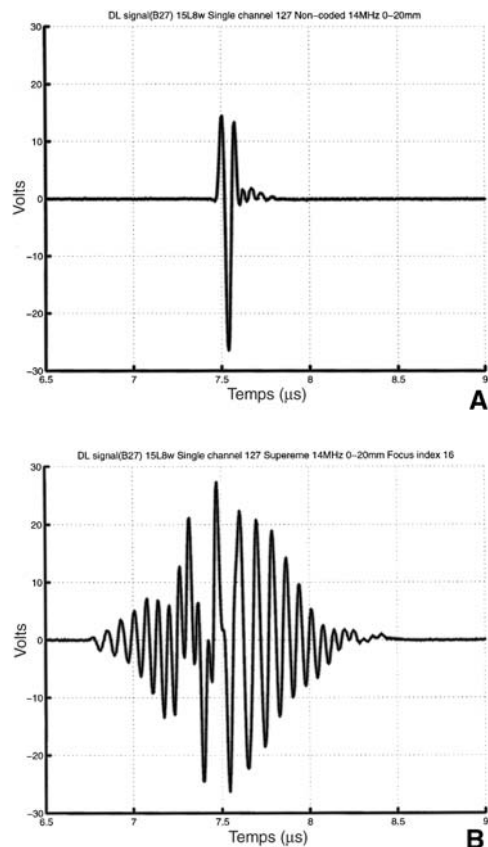 DL signal(B27) 15L8w Single channel 127 Non-coded 14MHz 0–20mm
30
20
10
0
−10
−20
−30
Volts
6.5 7 7.5 8 8.5 9
Temps (μs)
A
DL signal(B27) 15L8w Single channel 127 Supereme 14MHz 0–20mm Focus index 16
30
20
10
0
−10
−20
−30
Volts
6.5 7 7.5 8 8.5 9
Temps (μs)
B